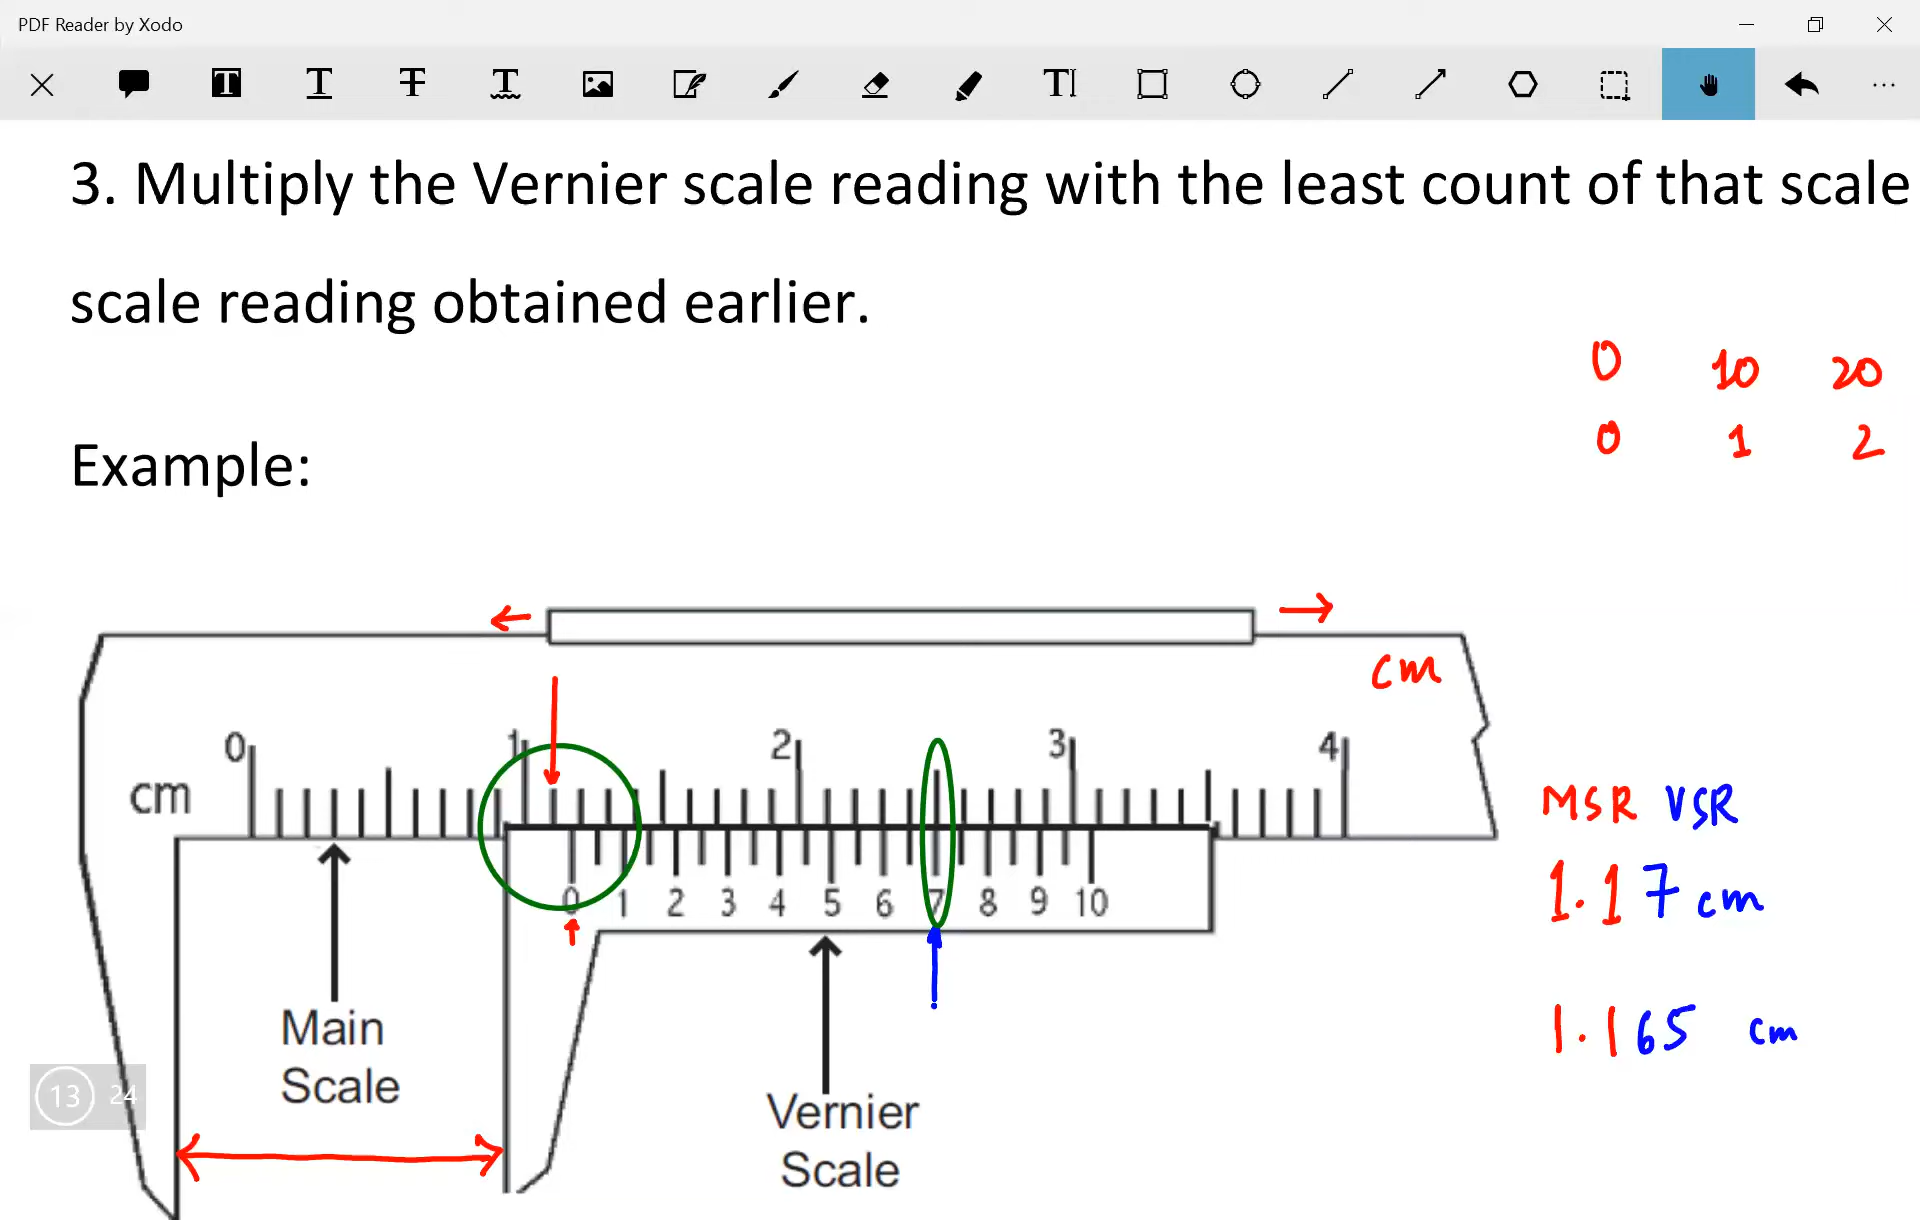 PDF Reader by Xodo
3. Multiply the Vernier scale reading with the least count of that scale
scale reading obtained earlier.
0 10 20
0 1 2
Example:
cm
0 1 2 3 4
cm
MSR VSR
0 1 2 3 4 5 6 7 8 9 10
1.17 cm
Main
Scale
1.165 cm
13 24
Vernier
Scale